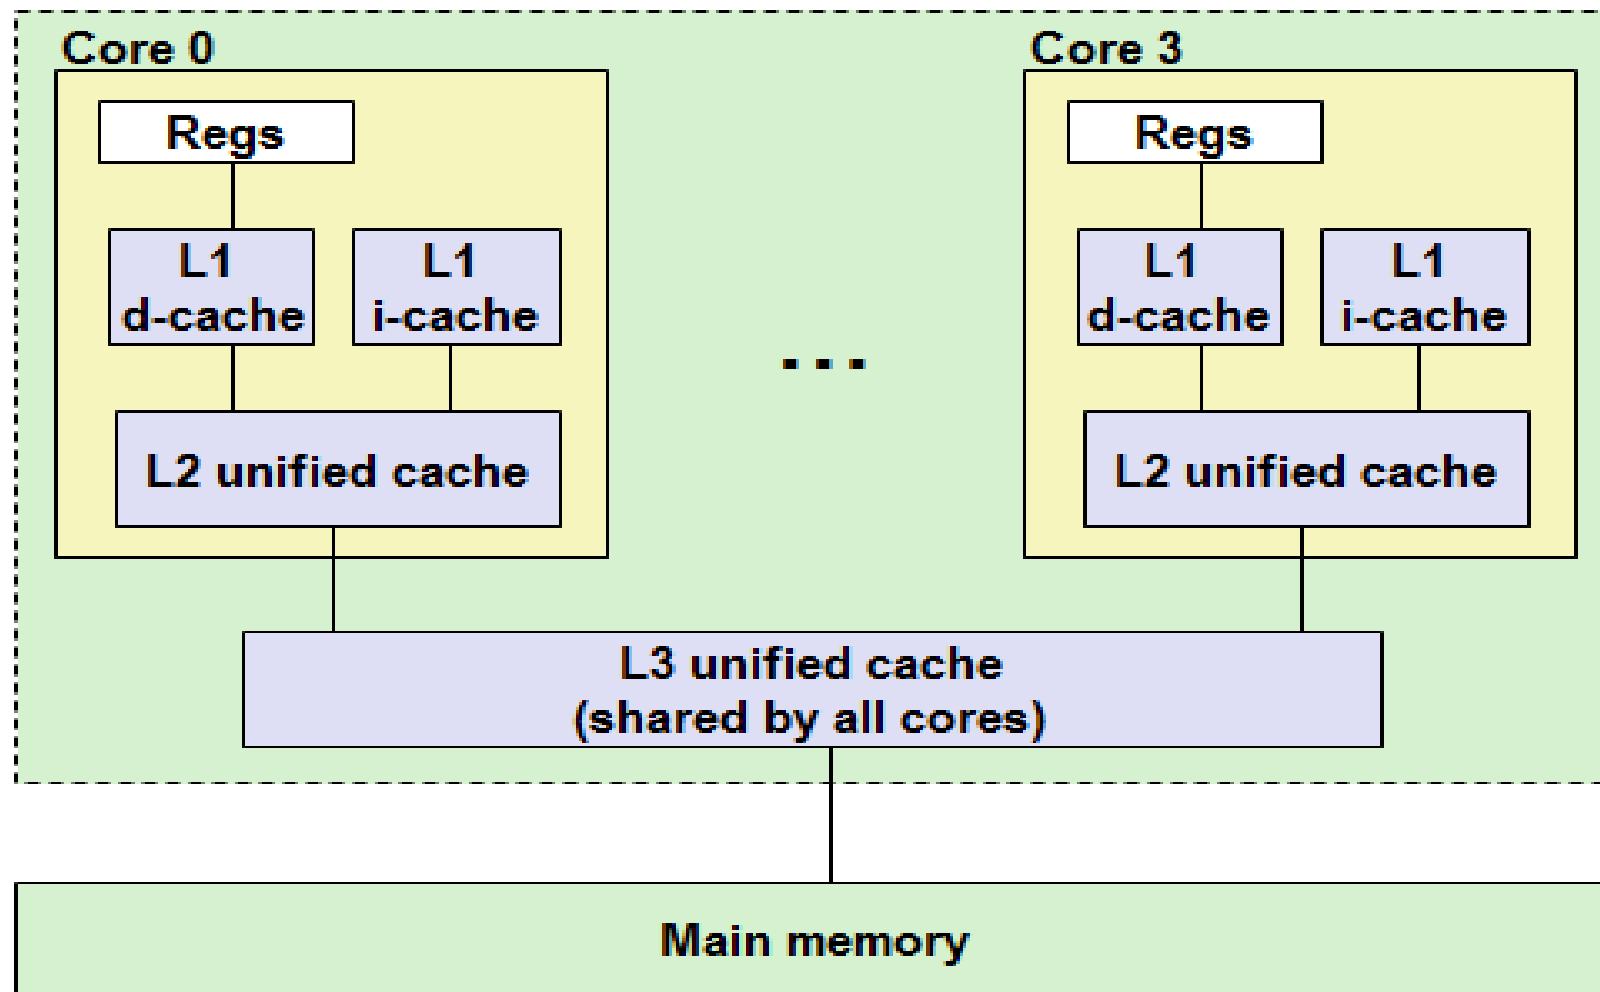 Core 0
Regs
L1
d-cache
L1
i-cache
L2 unified cache
...
Core 3
Regs
L1
d-cache
L1
i-cache
L2 unified cache
L3 unified cache
(shared by all cores)
Main memory